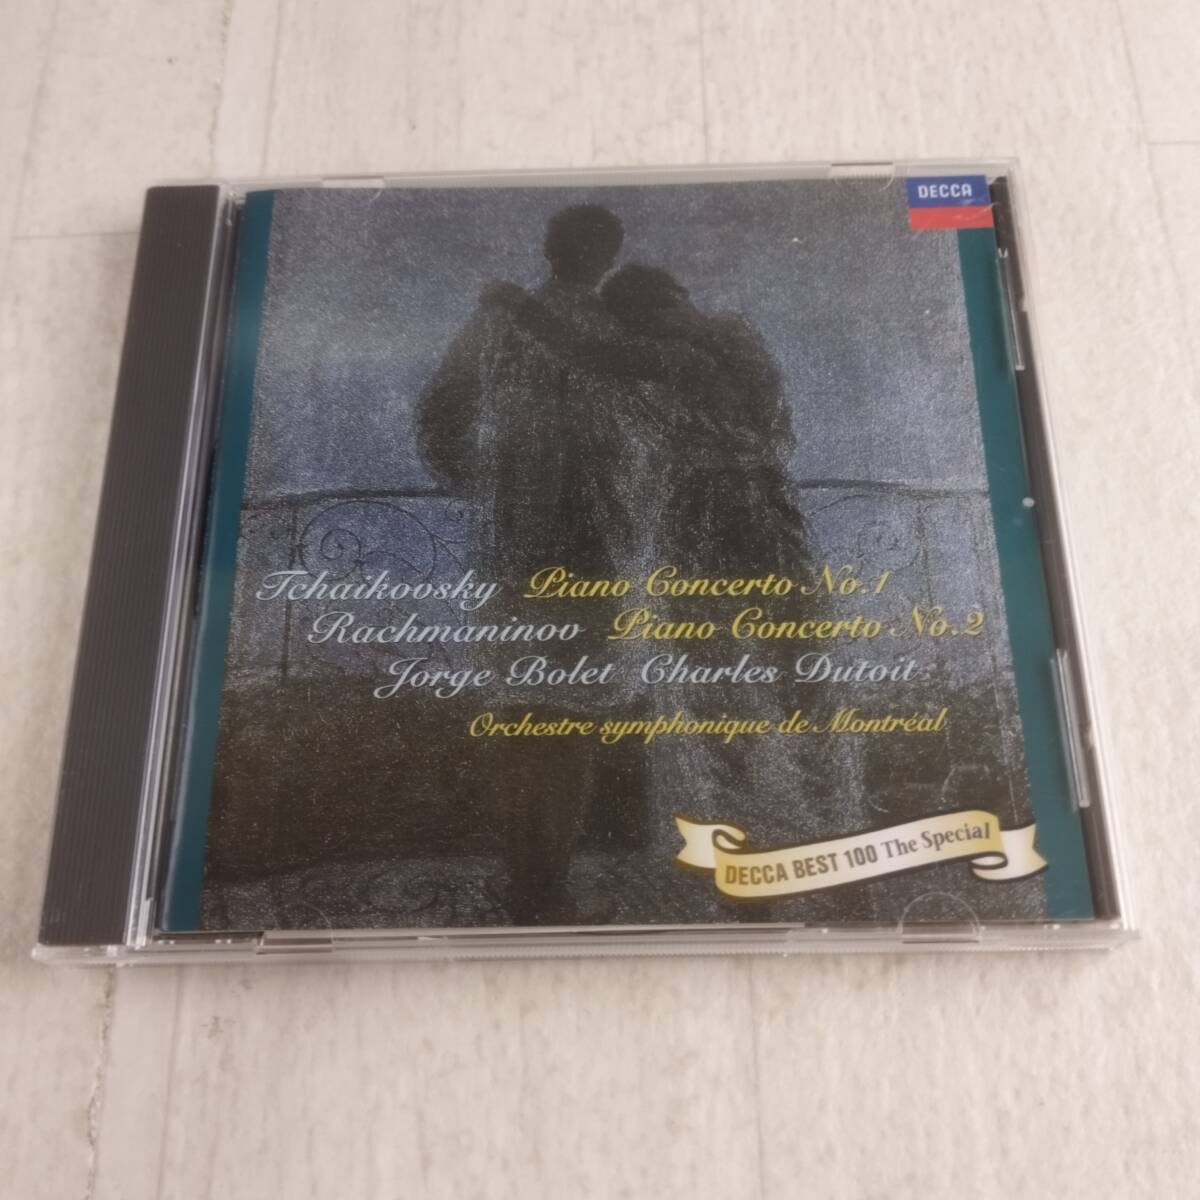 DECCA
Tchaikovsky Piano Concerto No.1
Rachmaninov Piano Concerto No.2
Jorge Bolet Charles Dutoit
Orchestre symphonique de Montréal
DECCA BEST 100 The Special